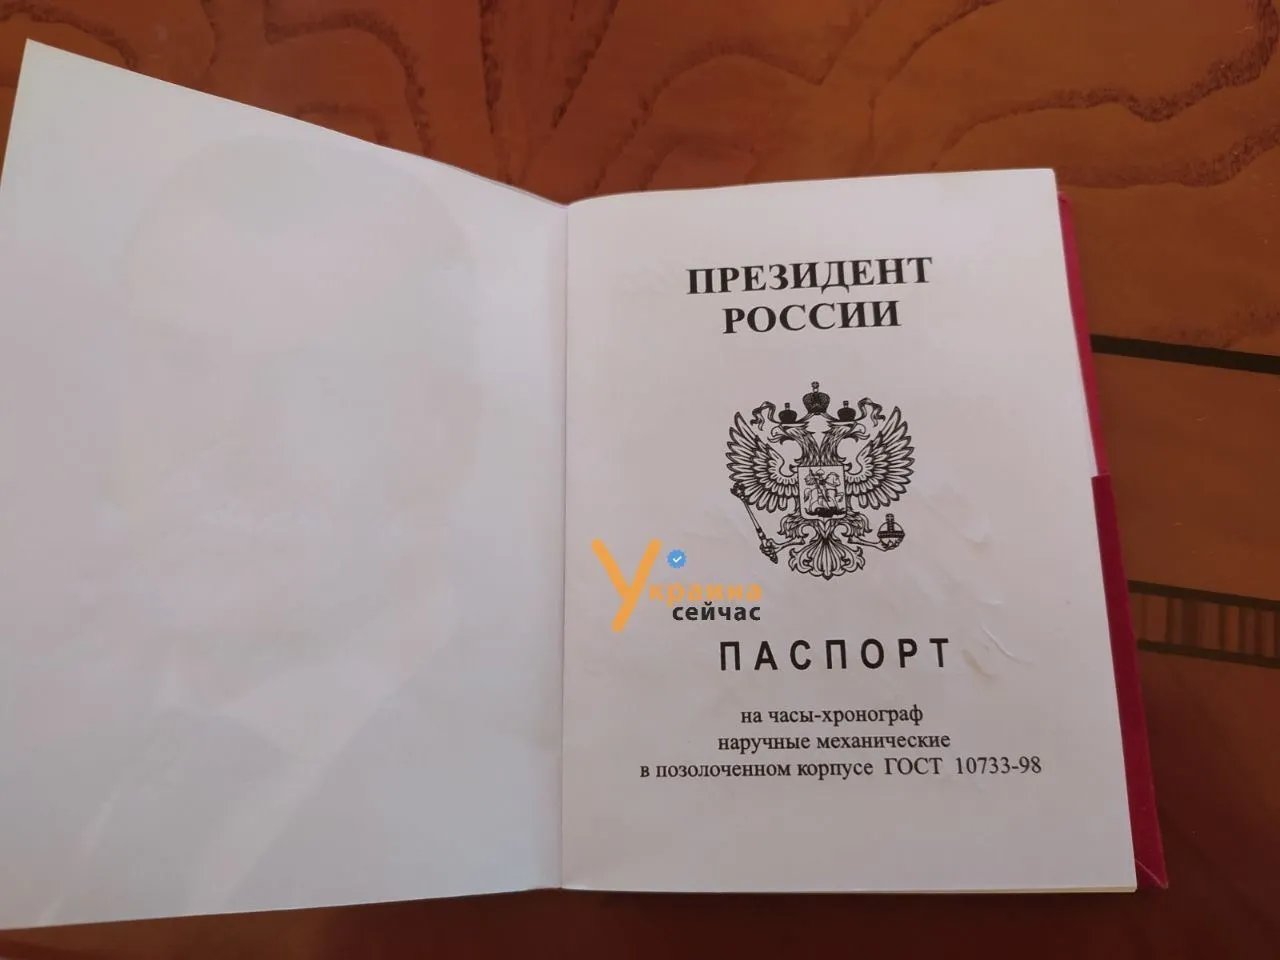 ПРЕЗИДЕНТ
РОССИИ
Украина
сейчас
ПАСПОРТ
на часы-хронограф
наручные механические
в позолоченном корпусе ГОСТ 10733-98